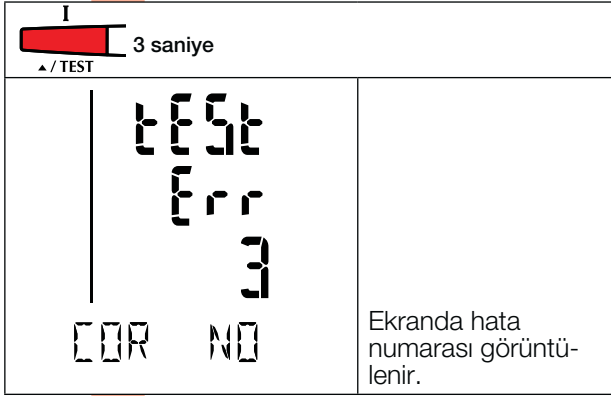 I
3 saniye
▲ / TEST
tESt
Err
3
COR NO
Ekranda hata
numarası görüntü-
lenir.